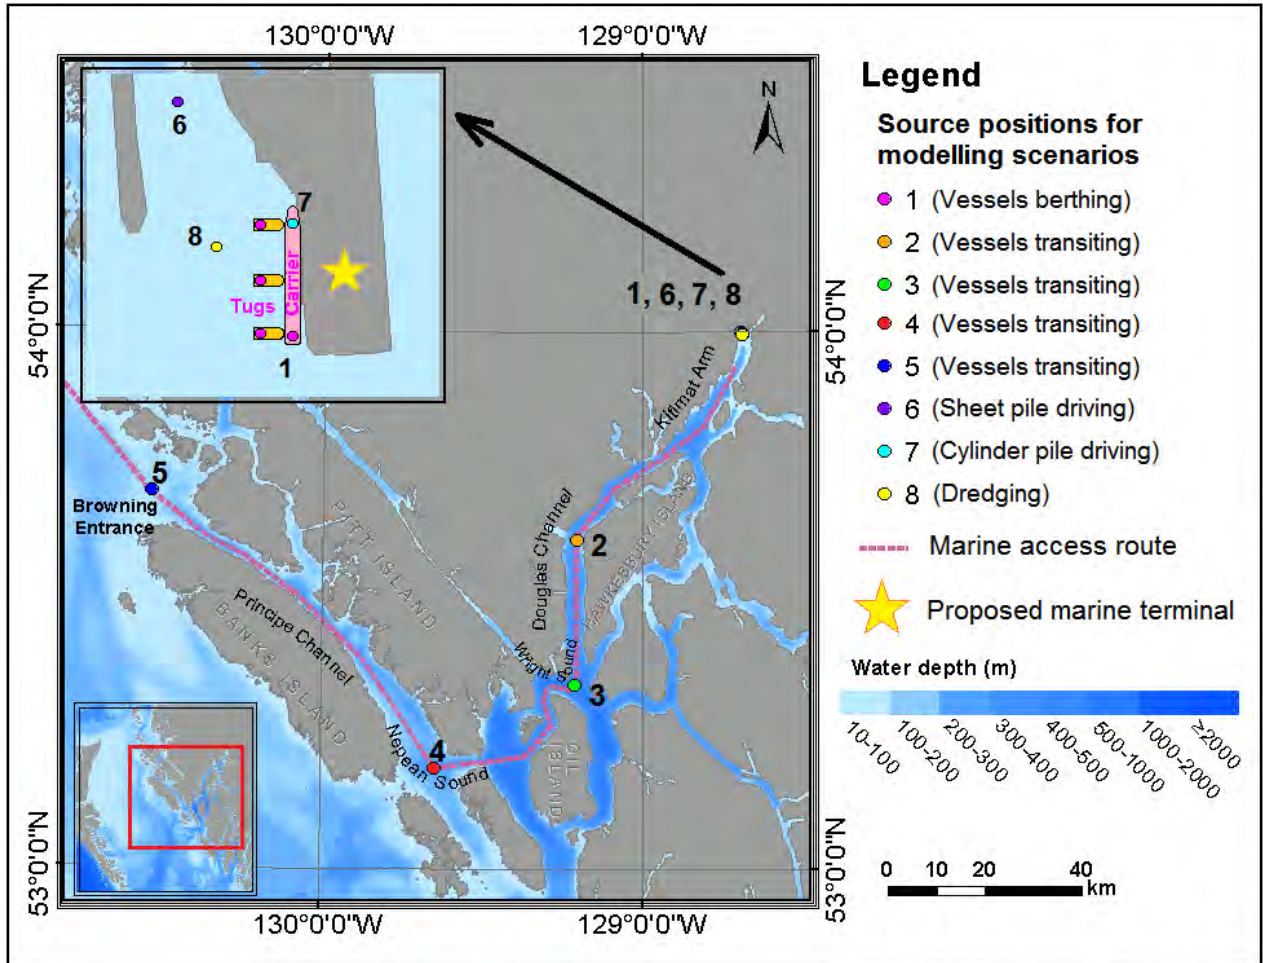 130°0'0"W
129°0'0"W
N
6
7
8
Carrier
Tugs
1
1, 6, 7, 8
54°0'0"N
54°0'0"N
Kitimat Arm
5
Browning
Entrance
PITT ISLAND
Douglas Channel
2
HAWKESBURY ISLAND
Principe Channel
BANKS ISLAND
Wright Sound
3
4
Nepean Sound
GIL
ISLAND
53°0'0"N
53°0'0"N
130°0'0"W
129°0'0"W
Legend
Source positions for
modelling scenarios
1 (Vessels berthing)
2 (Vessels transiting)
3 (Vessels transiting)
4 (Vessels transiting)
5 (Vessels transiting)
6 (Sheet pile driving)
7 (Cylinder pile driving)
8 (Dredging)
Marine access route
Proposed marine terminal
Water depth (m)
10-100
100-200
200-300
300-400
400-500
500-1000
1000-2000
≥2000
0 10 20 40
km